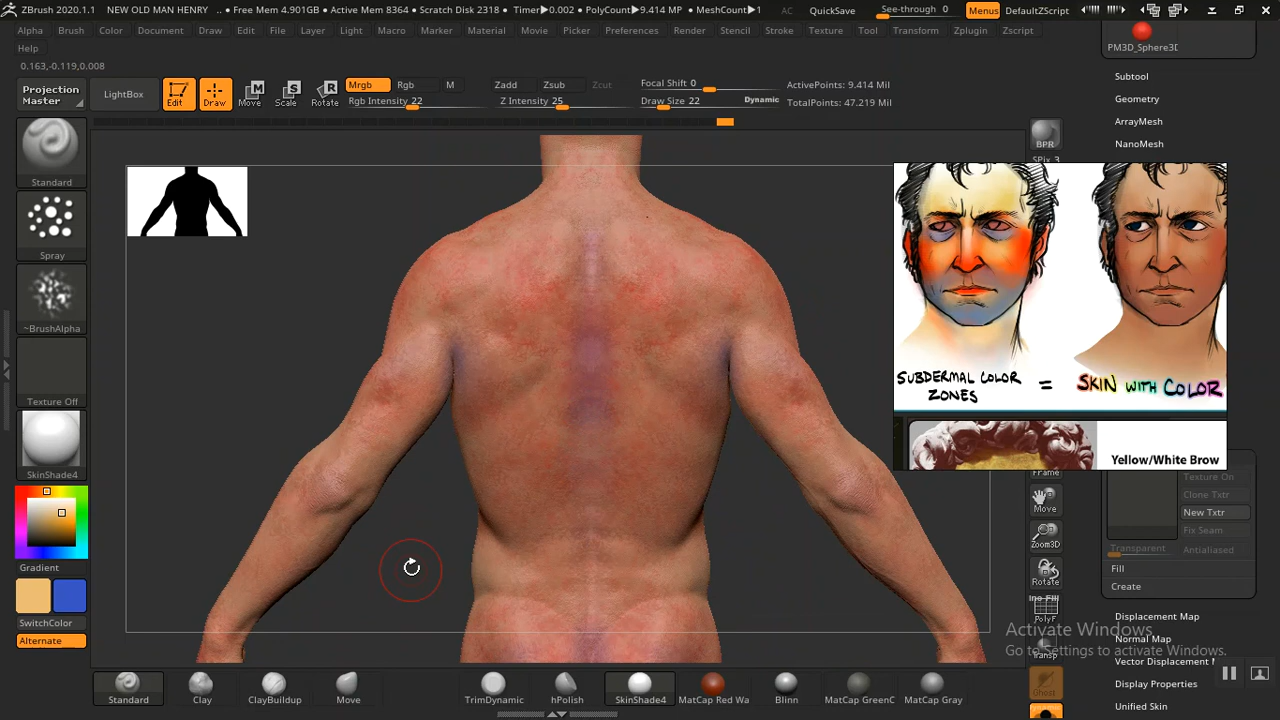 ZBrush 2020.1.1 NEW OLD MAN HENRY .. • Free Mem 4.901GB • Active Mem 8364 • Scratch Disk 2318 • Timer▶0.002 • PolyCount▶9.414 MP • MeshCount▶1 AC QuickSave See-through 0 Menus DefaultZScript
Alpha Brush Color Document Draw Edit File Layer Light Macro Marker Material Movie Picker Preferences Render Stencil Stroke Texture Tool Transform Zplugin Zscript
Help
PM3D_Sphere3D
0.163,-0.119,0.008
Projection Master
LightBox
Edit Draw Move Scale Rotate
Mrgb Rgb M
Rgb Intensity 22
Zadd Zsub Zcut
Z Intensity 25
Focal Shift 0
Draw Size 22 Dynamic
ActivePoints: 9.414 Mil
TotalPoints: 47.219 Mil
Subtool
Geometry
ArrayMesh
NanoMesh
BPR
SPix 3
Standard
Spray
~BrushAlpha
Texture Off
SkinShade4
Gradient
SwitchColor
Alternate
SUBDERMAL COLOR ZONES = SKIN WITH COLOR
Yellow/White Brow
Frame
Move
Zoom3D
Rotate
PolyF
Transp
Ghost
Texture On
Clone Txtr
New Txtr
Fix Seam
Transparent Antialiased
Fill
Create
Displacement Map
Normal Map
Vector Displacement M
Display Properties
Unified Skin
Activate Windows
Go to Settings to activate Windows.
Standard Clay ClayBuildup Move TrimDynamic hPolish SkinShade4 MatCap Red Wa Blinn MatCap GreenC MatCap Gray